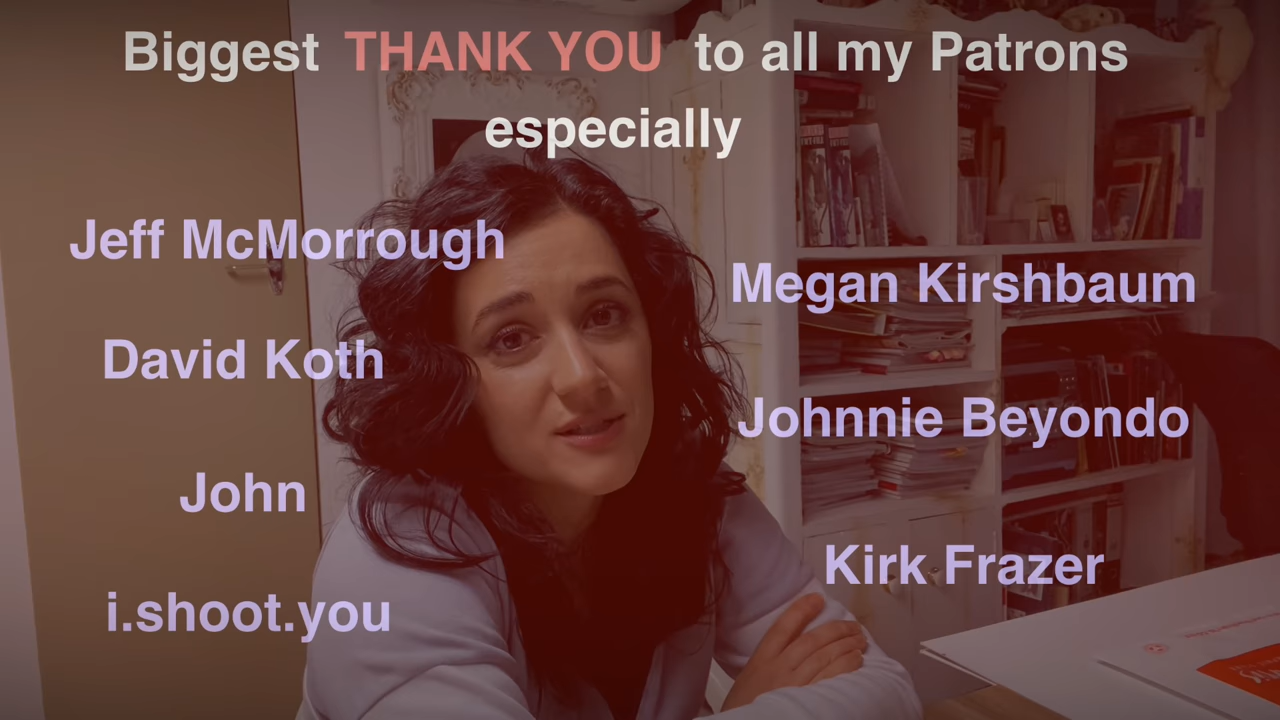 Biggest THANK YOU to all my Patrons
especially
Jeff McMorrough
David Koth
John
i.shoot.you
Megan Kirshbaum
Johnnie Beyondo
Kirk Frazer